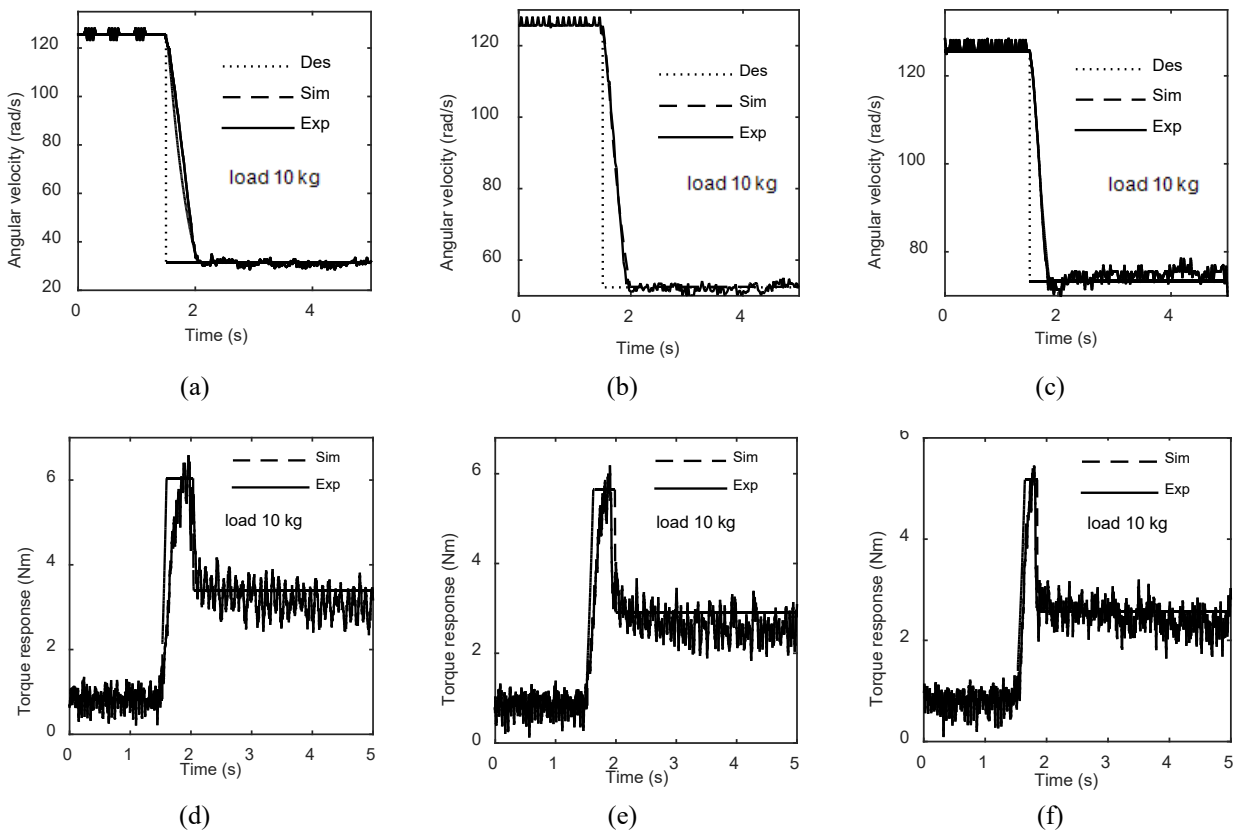 Angular velocity (rad/s)
120
100
80
60
40
20
Des
Sim
Exp
load 10 kg
0
2
4
Time (s)
(a)
Angular velocity (rad/s)
120
100
80
60
Des
Sim
Exp
load 10 kg
0
2
4
Time (s)
(b)
Angular velocity (rad/s)
120
100
80
Des
Sim
Exp
load 10 kg
0
2
4
Time (s)
(c)
Torque response (Nm)
6
4
2
0
Sim
Exp
load 10 kg
0 1 2 3 4 5
Time (s)
(d)
Torque response (Nm)
6
4
2
0
Sim
Exp
load 10 kg
0 1 2 3 4 5
Time (s)
(e)
Torque response (Nm)
6
4
2
0
Sim
Exp
load 10 kg
0 1 2 3 4 5
Time (s)
(f)